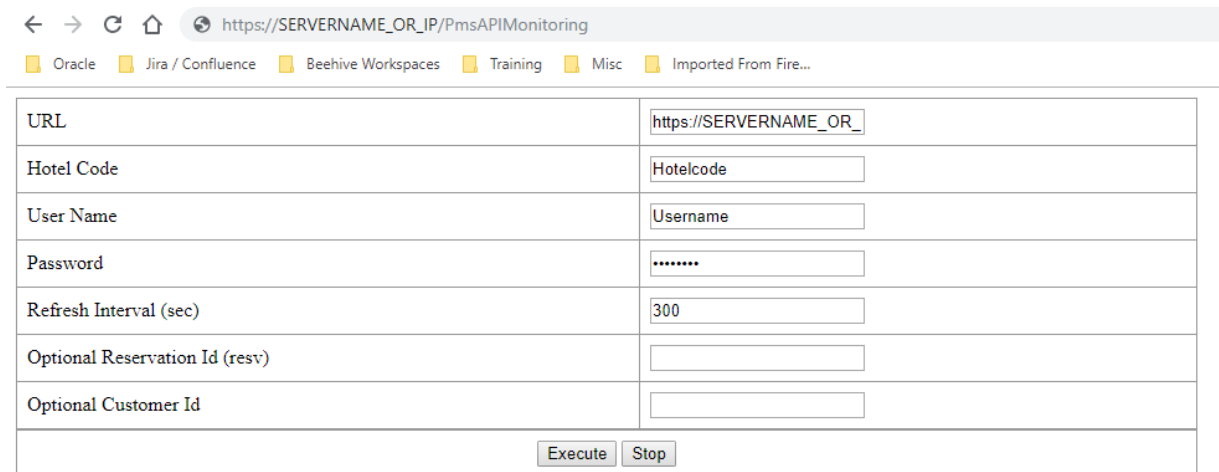 https://SERVERNAME_OR_IP/PmsAPIMonitoring
Oracle Jira / Confluence Beehive Workspaces Training Misc Imported From Fire...
URL https://SERVERNAME_OR_
Hotel Code Hotelcode
User Name Username
Password ••••••••
Refresh Interval (sec) 300
Optional Reservation Id (resv)
Optional Customer Id
Execute Stop